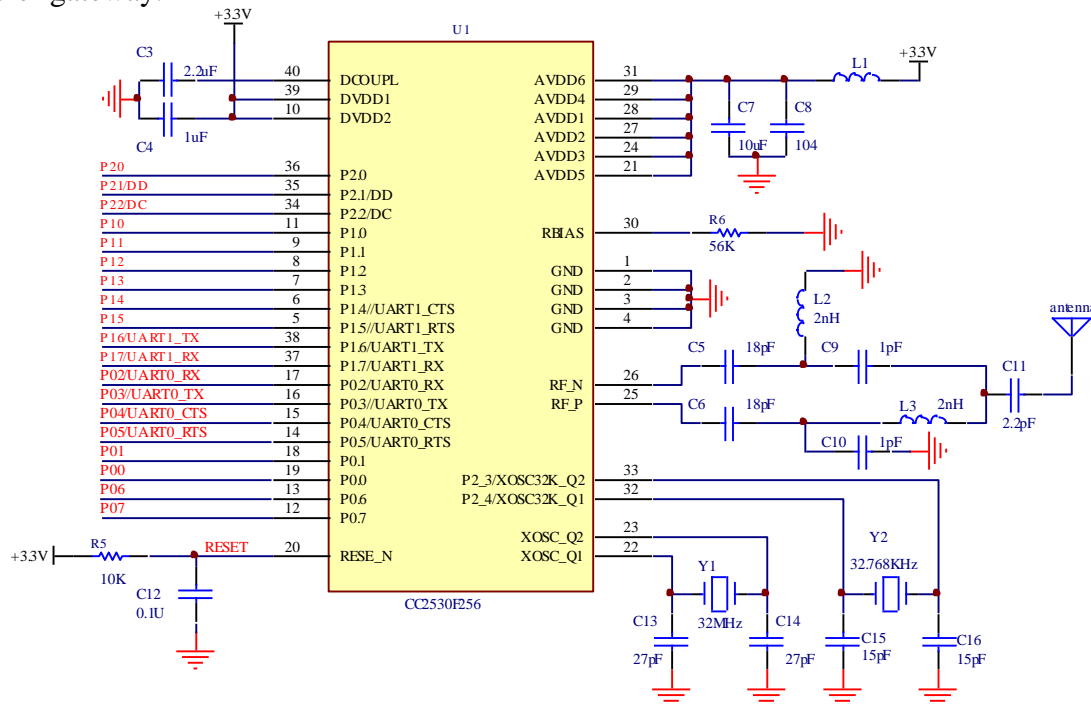 gateway.
+33V
U1
C3
2.2uF
40
DCOUPL
39
DVDD1
10
DVDD2
C4
1uF
AVDD6
31
AVDD4
29
AVDD1
28
AVDD2
27
AVDD3
24
AVDD5
21
L1
+33V
C7
10uF
C8
104
P20
36
P2.0
P21/DD
35
P2.1/DD
P22/DC
34
P2.2/DC
P10
11
P1.0
P11
9
P1.1
P12
8
P1.2
P13
7
P1.3
P14
6
P1.4//UART1_CTS
P15
5
P1.5//UART1_RTS
P16/UART1_TX
38
P1.6/UART1_TX
P17/UART1_RX
37
P1.7/UART1_RX
P02/UART0_RX
17
P0.2/UART0_RX
P03//UART0_TX
16
P0.3//UART0_TX
P04/UART0_CTS
15
P0.4/UART0_CTS
P05/UART0_RTS
14
P0.5/UART0_RTS
P01
18
P0.1
P00
19
P0.0
P06
13
P0.6
P07
12
P0.7
RBIAS
30
R6
56K
GND
1
GND
2
GND
3
GND
4
L2
2nH
antenna
C5
18pF
C9
1pF
RF_N
26
RF_P
25
C6
18pF
L3
2nH
C11
2.2pF
C10
1pF
P2_3/XOSC32K_Q2
33
P2_4/XOSC32K_Q1
32
XOSC_Q2
23
XOSC_Q1
22
+33V
R5
10K
RESET
20
RESE_N
C12
0.1U
CC2530F256
Y1
32MHz
Y2
32.768KHz
C13
27pF
C14
27pF
C15
15pF
C16
15pF